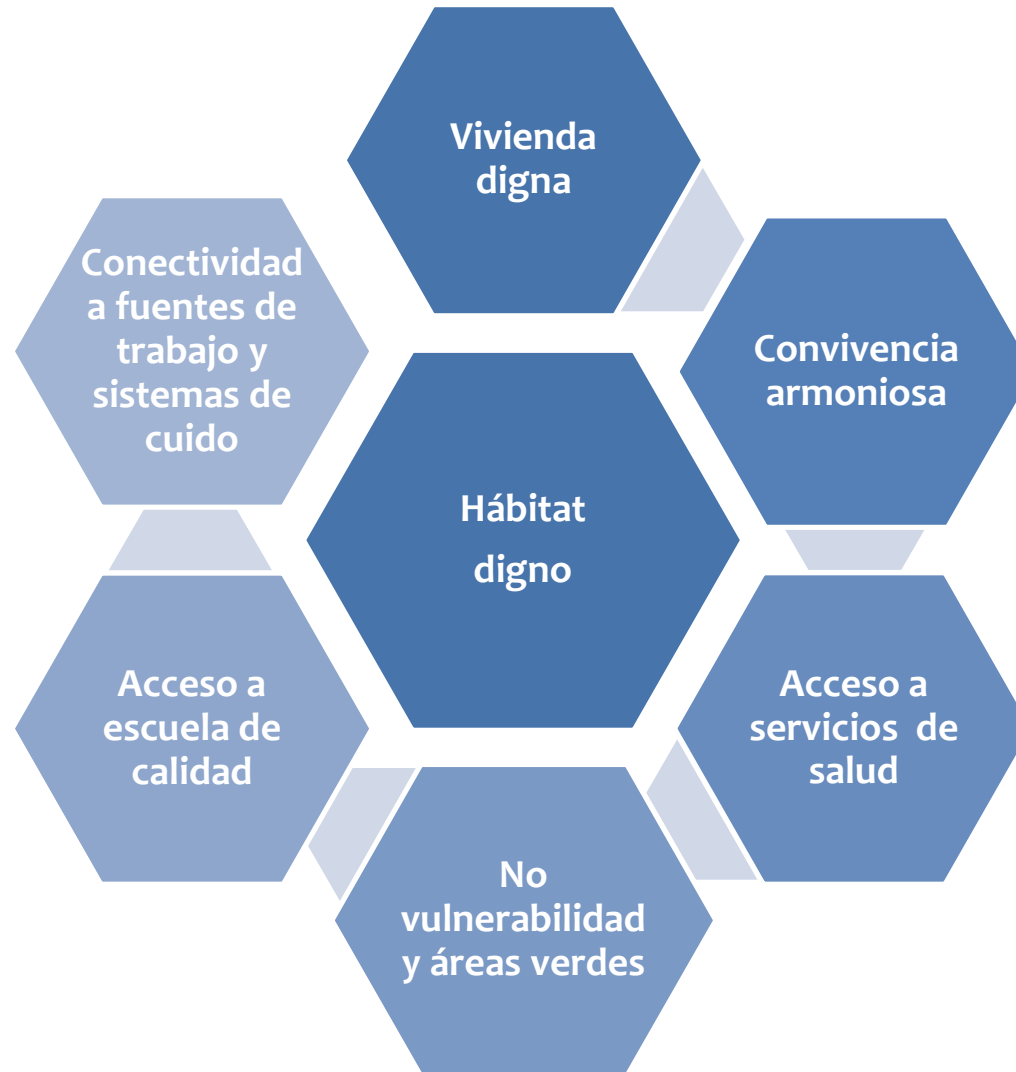 Vivienda
digna
Convivencia
armoniosa
Acceso a
servicios de
salud
No
vulnerabilidad
y áreas verdes
Acceso a
escuela de
calidad
Conectividad
a fuentes de
trabajo y
sistemas de
cuido
Hábitat
digno